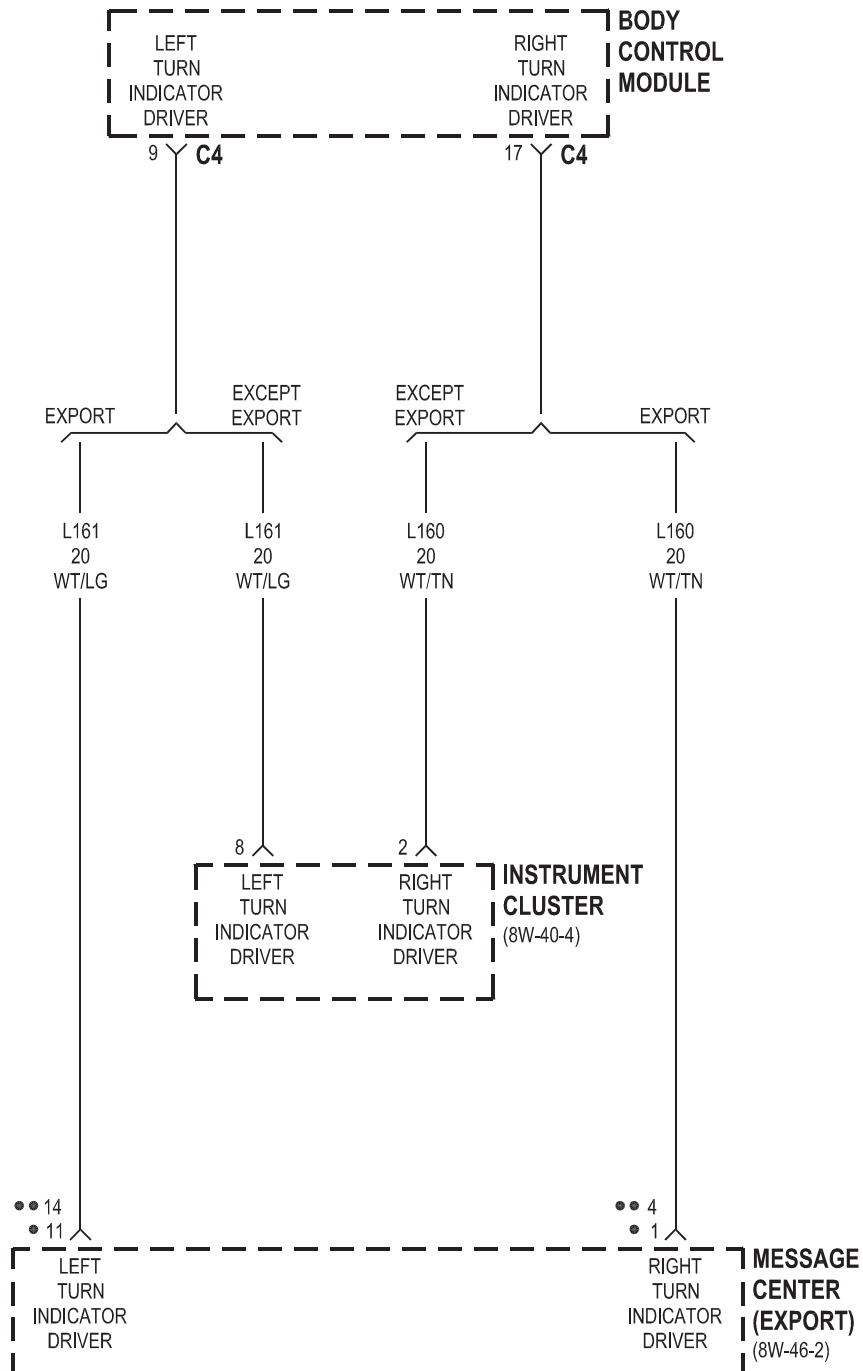 BODY
CONTROL
MODULE
LEFT
TURN
INDICATOR
DRIVER
RIGHT
TURN
INDICATOR
DRIVER
9 C4
17 C4
EXPORT
EXCEPT
EXPORT
EXCEPT
EXPORT
EXPORT
L161
20
WT/LG
L161
20
WT/LG
L160
20
WT/TN
L160
20
WT/TN
8
2
LEFT
TURN
INDICATOR
DRIVER
RIGHT
TURN
INDICATOR
DRIVER
INSTRUMENT
CLUSTER
(8W-40-4)
•• 14
• 11
•• 4
• 1
LEFT
TURN
INDICATOR
DRIVER
RIGHT
TURN
INDICATOR
DRIVER
MESSAGE
CENTER
(EXPORT)
(8W-46-2)